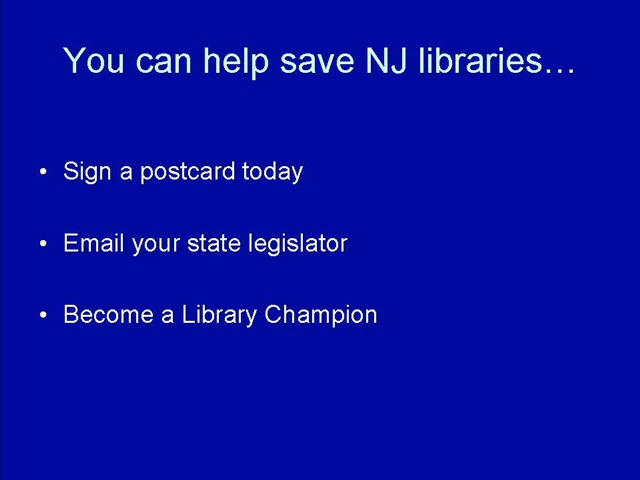 You can help save NJ libraries…
• Sign a postcard today
• Email your state legislator
• Become a Library Champion